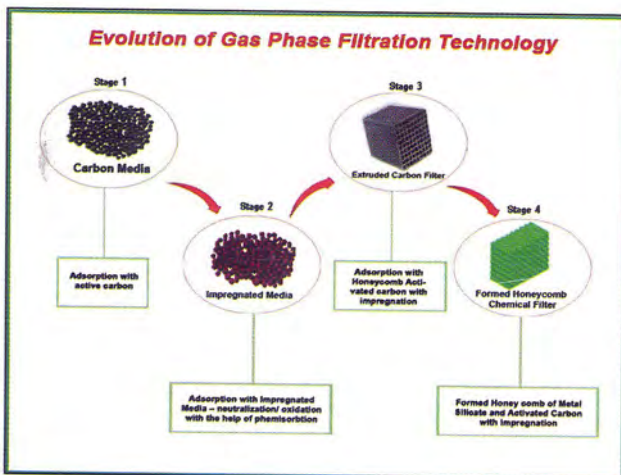 Evolution of Gas Phase Filtration Technology
Stage 1
Carbon Media
Adsorption with
active carbon
Stage 2
Impregnated Media
Adsorption with Impregnated
Media – neutralization/ oxidation
with the help of phemisorbtion
Stage 3
Extruded Carbon Filter
Adsorption with
Honeycomb Acti-
vated carbon with
impregnation
Stage 4
Formed Honeycomb
Chemical Filter
Formed Honey comb of Metal
Silicate and Activated Carbon
with Impregnation